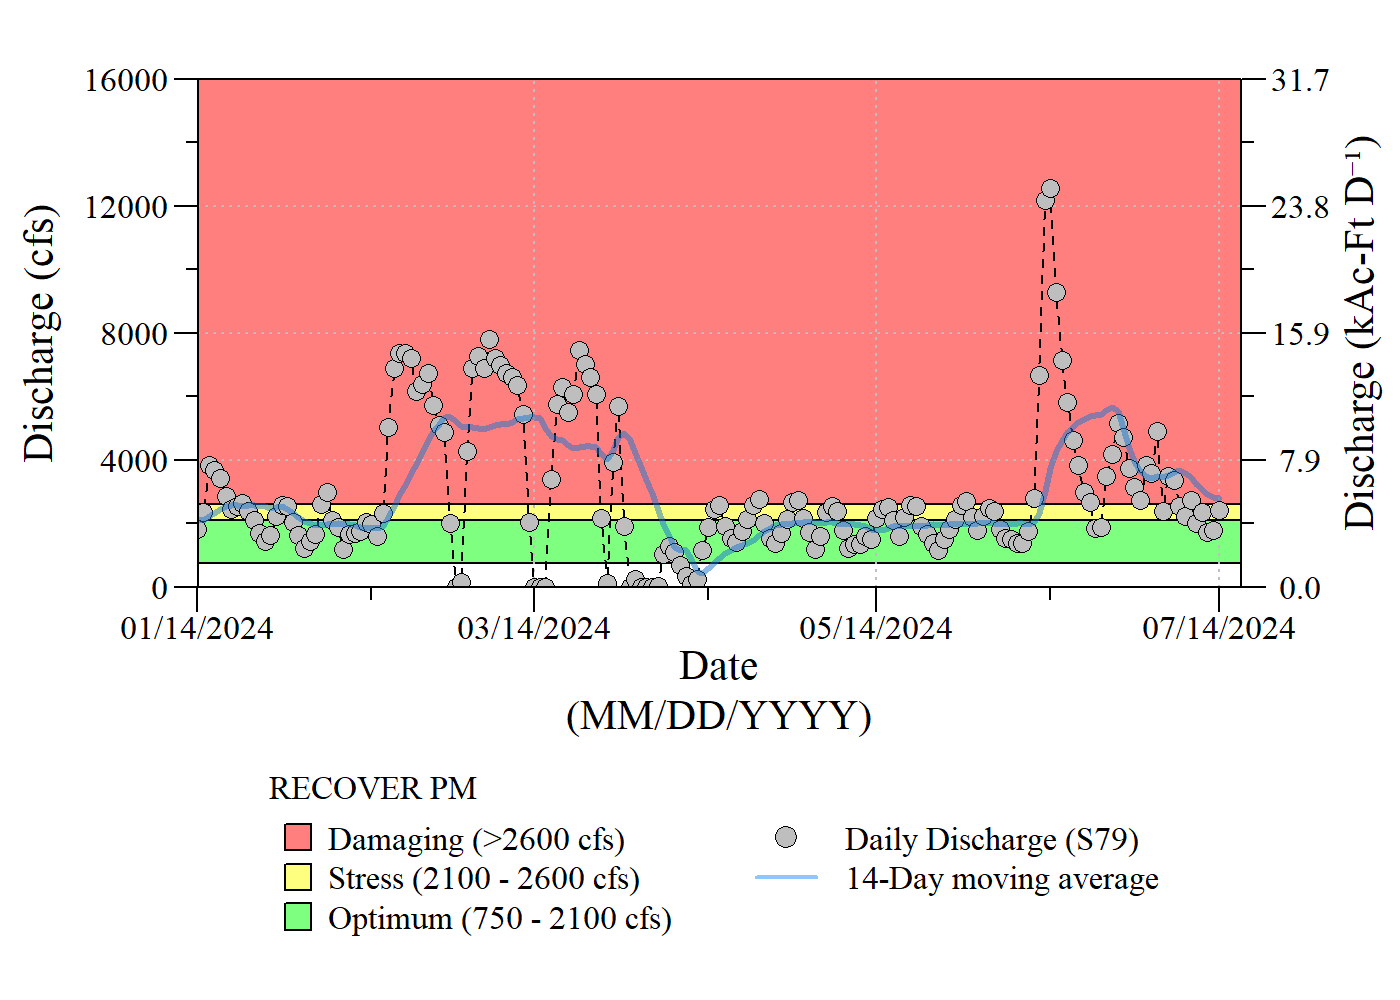 16000
12000
8000
4000
0
Discharge (cfs)
31.7
23.8
15.9
7.9
0.0
Discharge (kAc-Ft D⁻¹)
01/14/2024
03/14/2024
05/14/2024
07/14/2024
Date
(MM/DD/YYYY)
RECOVER PM
Damaging (>2600 cfs)
Stress (2100 - 2600 cfs)
Optimum (750 - 2100 cfs)
Daily Discharge (S79)
14-Day moving average